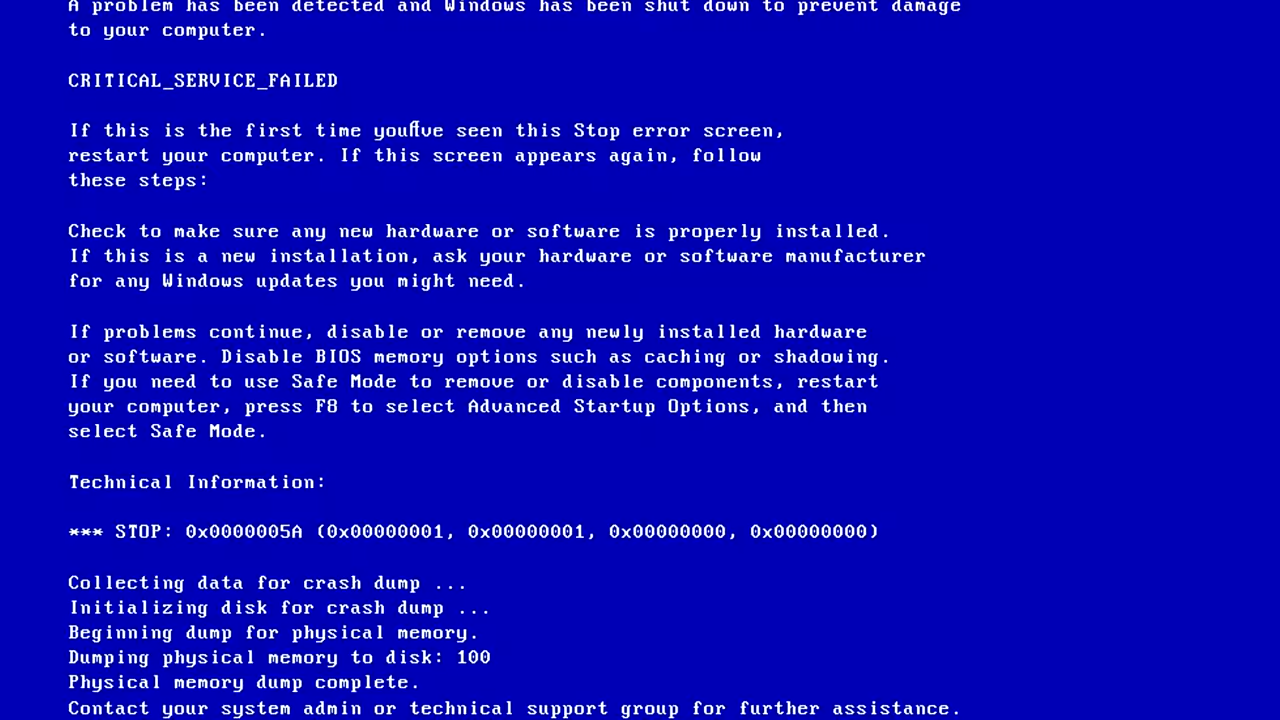 A problem has been detected and Windows has been shut down to prevent damage
to your computer.
CRITICAL_SERVICE_FAILED
If this is the first time you've seen this Stop error screen,
restart your computer. If this screen appears again, follow
these steps:
Check to make sure any new hardware or software is properly installed.
If this is a new installation, ask your hardware or software manufacturer
for any Windows updates you might need.
If problems continue, disable or remove any newly installed hardware
or software. Disable BIOS memory options such as caching or shadowing.
If you need to use Safe Mode to remove or disable components, restart
your computer, press F8 to select Advanced Startup Options, and then
select Safe Mode.
Technical Information:
*** STOP: 0x0000005A (0x00000001, 0x00000001, 0x00000000, 0x00000000)
Collecting data for crash dump ...
Initializing disk for crash dump ...
Beginning dump for physical memory.
Dumping physical memory to disk: 100
Physical memory dump complete.
Contact your system admin or technical support group for further assistance.